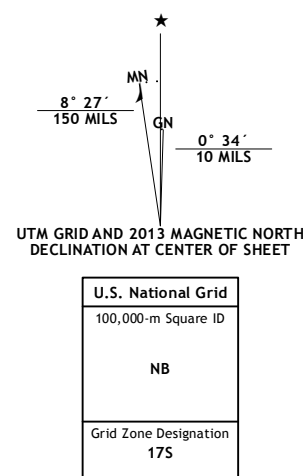 ★
MN
8° 27´
150 MILS
GN
0° 34´
10 MILS
UTM GRID AND 2013 MAGNETIC NORTH
DECLINATION AT CENTER OF SHEET
U.S. National Grid
100,000-m Square ID
NB
Grid Zone Designation
17S